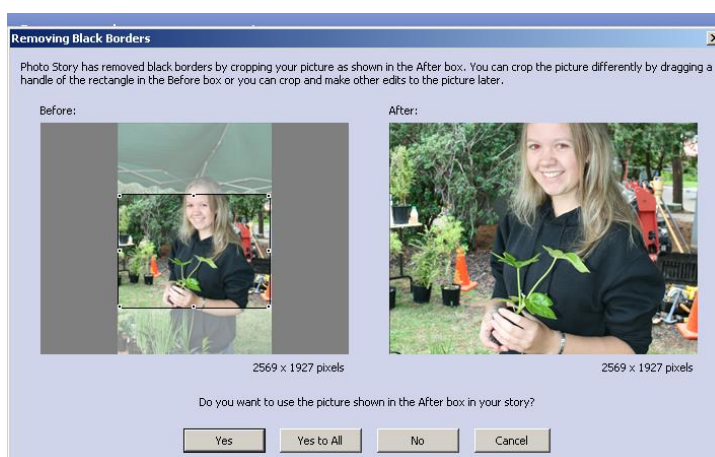 Removing Black Borders
Photo Story has removed black borders by cropping your picture as shown in the After box. You can crop the picture differently by dragging a
handle of the rectangle in the Before box or you can crop and make other edits to the picture later.
Before:
After:
2569 x 1927 pixels
2569 x 1927 pixels
Do you want to use the picture shown in the After box in your story?
Yes
Yes to All
No
Cancel